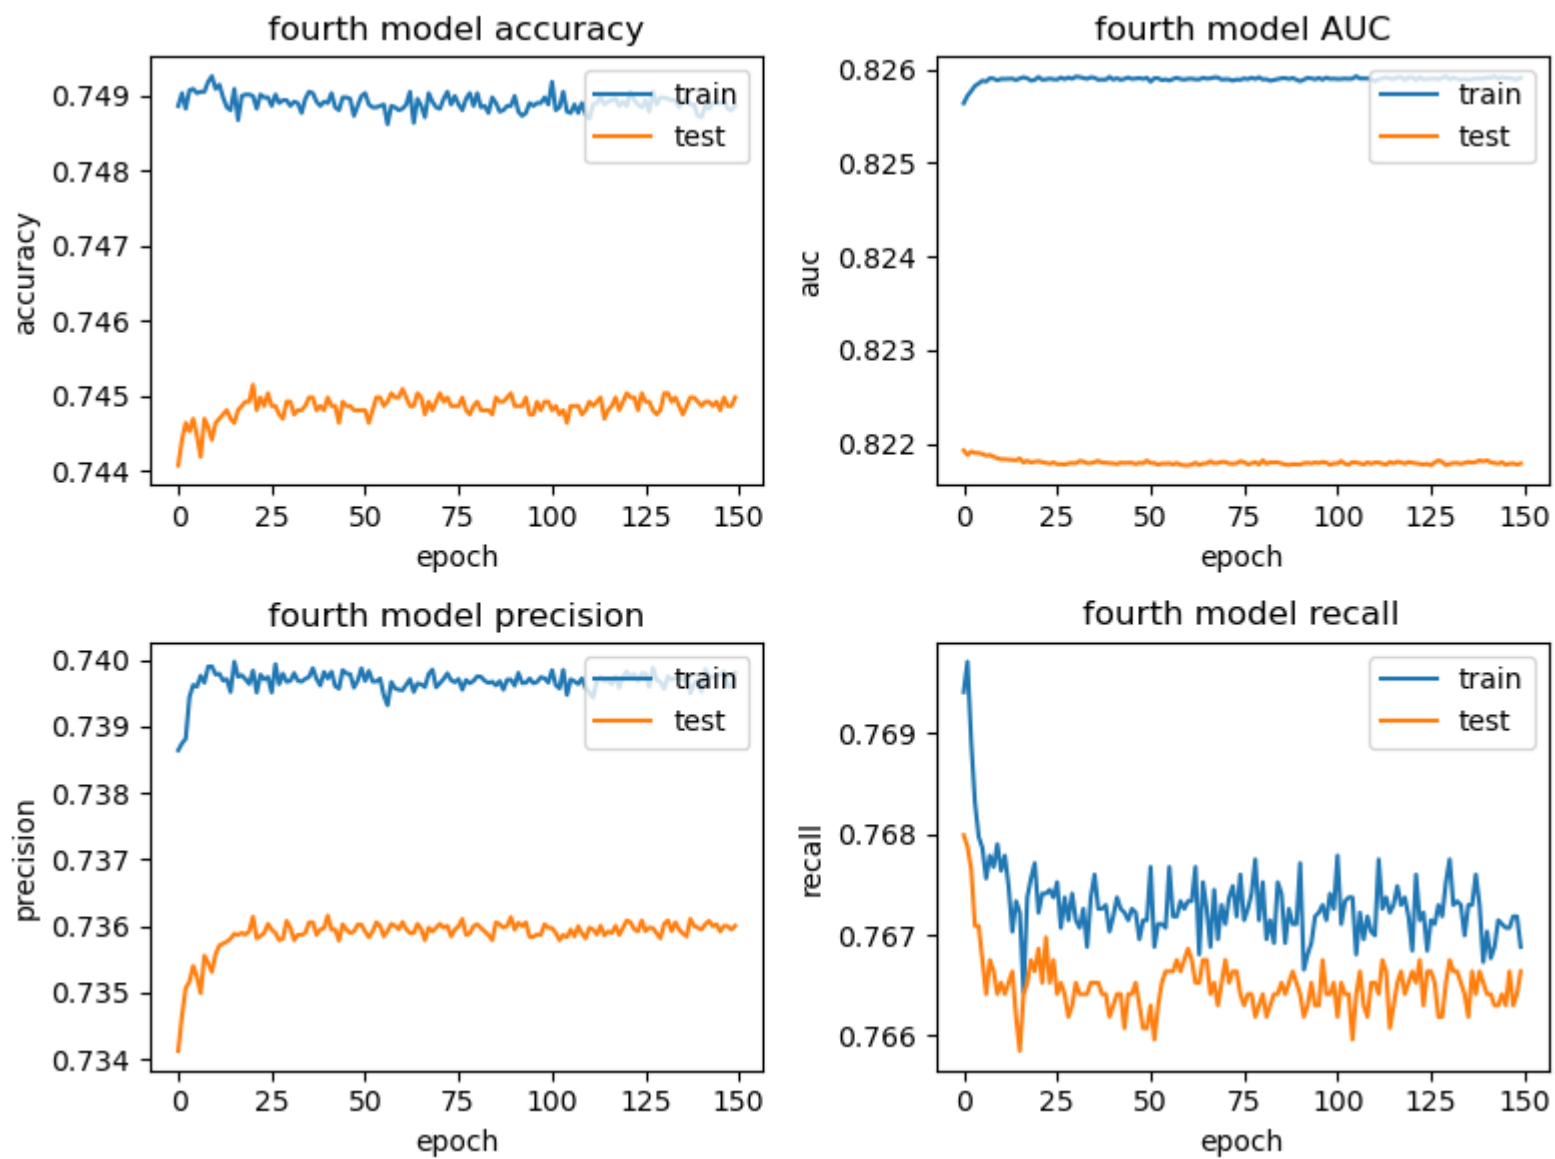 fourth model accuracy
accuracy
0.749
0.748
0.747
0.746
0.745
0.744
train
test
0 25 50 75 100 125 150
epoch
fourth model AUC
auc
0.826
0.825
0.824
0.823
0.822
train
test
0 25 50 75 100 125 150
epoch
fourth model precision
precision
0.740
0.739
0.738
0.737
0.736
0.735
0.734
train
test
0 25 50 75 100 125 150
epoch
fourth model recall
recall
0.769
0.768
0.767
0.766
train
test
0 25 50 75 100 125 150
epoch